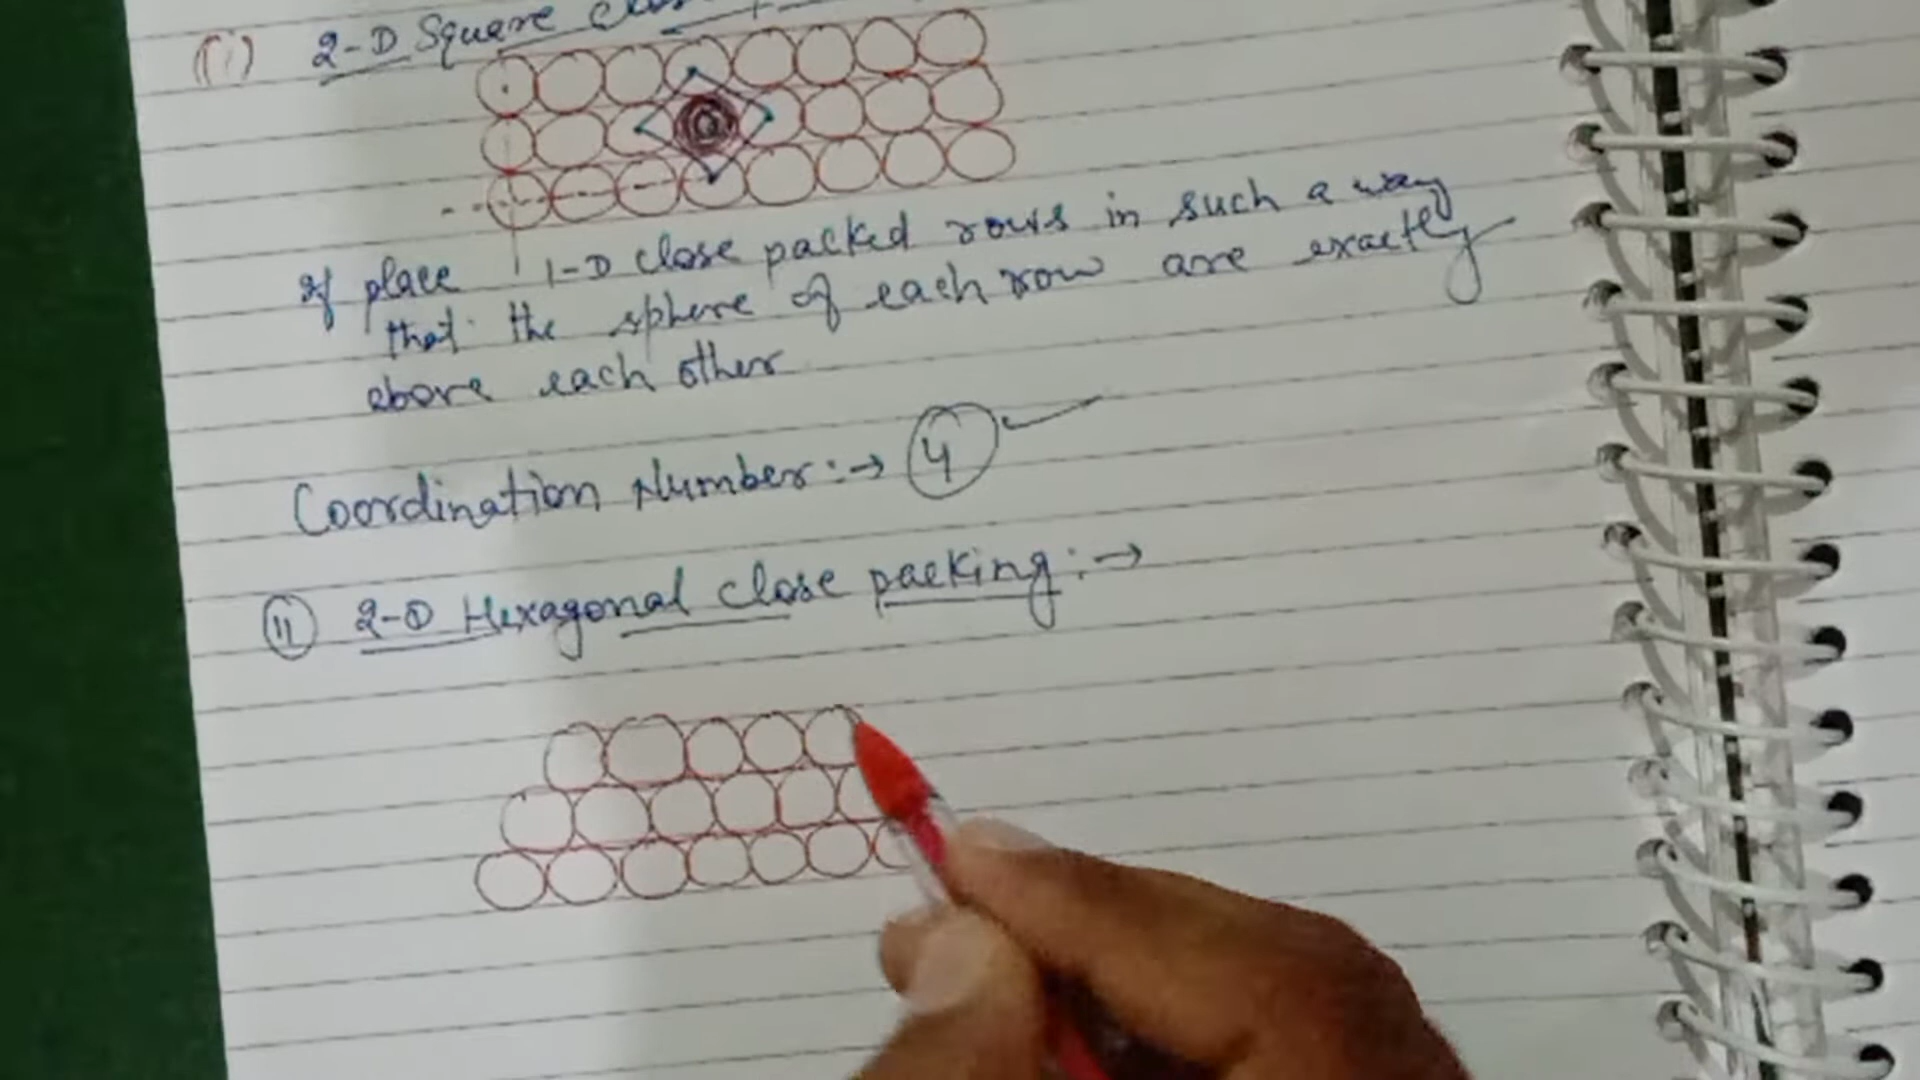 (i) 2-D Square
If place 1-D close packed rows in such a way
that the sphere of each row are exactly
above each other
Coordination Number :→ 4
(ii) 2-D Hexagonal close packing :→